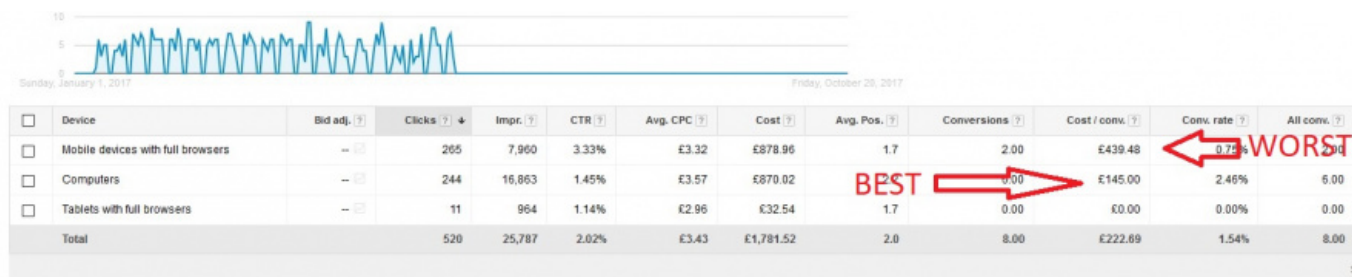 10
5
0
Sunday, January 1, 2017 Friday, October 20, 2017
Device Bid adj. ? Clicks ? ↓ Impr. ? CTR ? Avg. CPC ? Cost ? Avg. Pos. ? Conversions ? Cost / conv. ? Conv. rate ? All conv. ?
Mobile devices with full browsers -- 265 7,960 3.33% £3.32 £878.96 1.7 2.00 £439.48 0.75% WORST
Computers -- 244 16,863 1.45% £3.57 £870.02 BEST £145.00 2.46% 6.00
Tablets with full browsers -- 11 964 1.14% £2.96 £32.54 1.7 0.00 £0.00 0.00% 0.00
Total 520 25,787 2.02% £3.43 £1,781.52 2.0 8.00 £222.69 1.54% 8.00